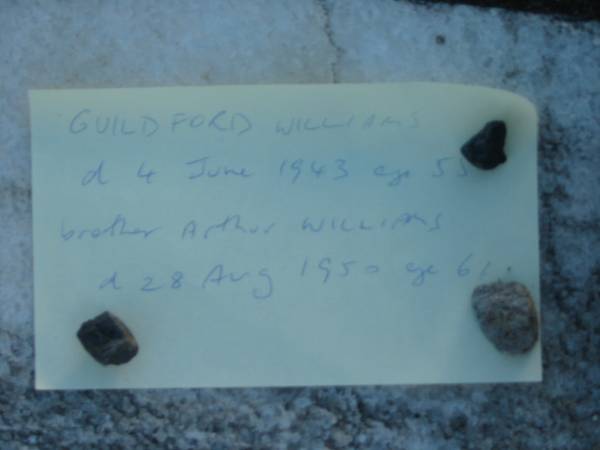 GUILDFORD WILLIAMS
d 4 June 1943 age 53
brother Arthur WILLIAMS
d 28 Aug 1950 age 61.